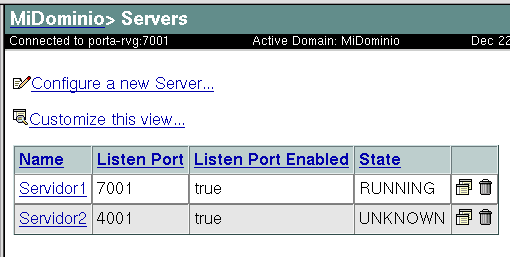 MiDominio> Servers
Connected to porta-rvg:7001 Active Domain: MiDominio Dec 22
Configure a new Server...
Customize this view...
Name Listen Port Listen Port Enabled State
Servidor1 7001 true RUNNING
Servidor2 4001 true UNKNOWN